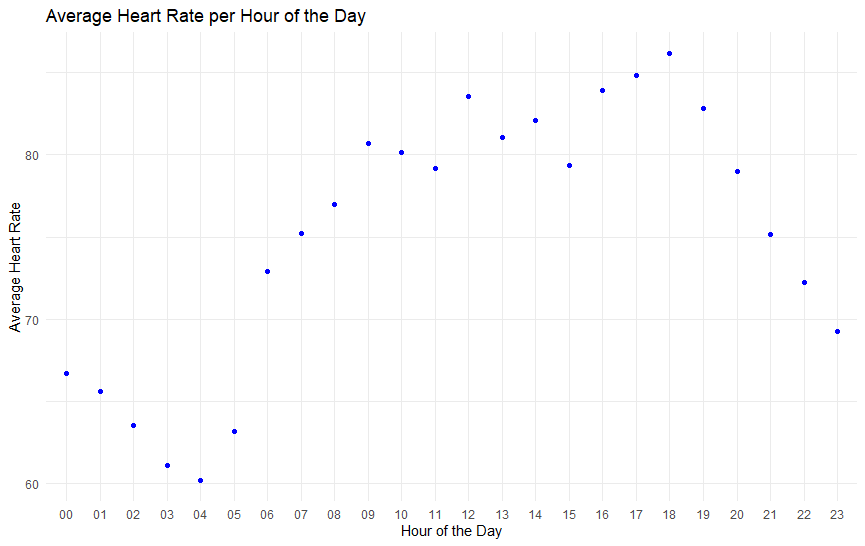 Average Heart Rate per Hour of the Day
Average Heart Rate
80
70
60
00 01 02 03 04 05 06 07 08 09 10 11 12 13 14 15 16 17 18 19 20 21 22 23
Hour of the Day